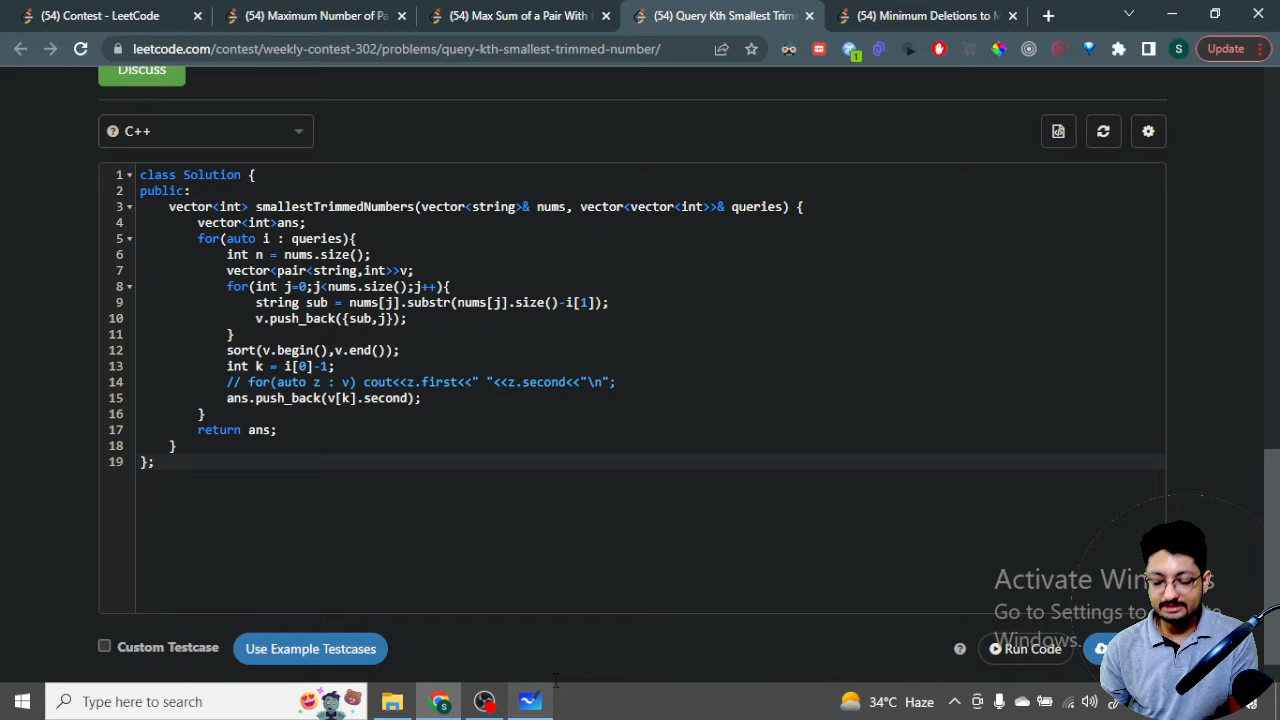 (54) Contest - LeetCode
(54) Maximum Number of Pa
(54) Max Sum of a Pair With
(54) Query Kth Smallest Trim
(54) Minimum Deletions to M
leetcode.com/contest/weekly-contest-302/problems/query-kth-smallest-trimmed-number/
1
S
Update
Discuss
C++
1 class Solution {
2 public:
3 vector<int> smallestTrimmedNumbers(vector<string>& nums, vector<vector<int>>& queries) {
4 vector<int>ans;
5 for(auto i : queries){
6 int n = nums.size();
7 vector<pair<string,int>>v;
8 for(int j=0;j<nums.size();j++){
9 string sub = nums[j].substr(nums[j].size()-i[1]);
10 v.push_back({sub,j});
11 }
12 sort(v.begin(),v.end());
13 int k = i[0]-1;
14 // for(auto z : v) cout<<z.first<<" "<<z.second<<"\n";
15 ans.push_back(v[k].second);
16 }
17 return ans;
18 }
19 };
Activate Windows
Go to Settings to
Windows.
Custom Testcase
Use Example Testcases
Run Code
Type here to search
34°C Haze